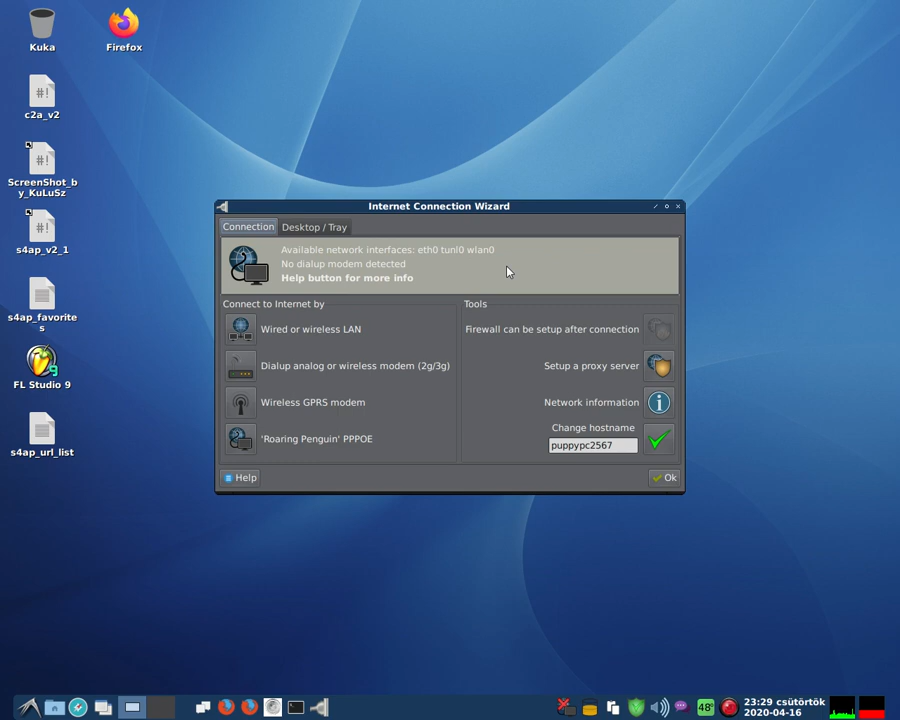 Kuka
Firefox
c2a_v2
ScreenShot_b
y_KuLuSz
s4ap_v2_1
s4ap_favorite
s
FL Studio 9
s4ap_url_list
Internet Connection Wizard
Connection
Desktop / Tray
Available network interfaces: eth0 tunl0 wlan0
No dialup modem detected
Help button for more info
Connect to Internet by
Wired or wireless LAN
Dialup analog or wireless modem (2g/3g)
Wireless GPRS modem
'Roaring Penguin' PPPOE
Tools
Firewall can be setup after connection
Setup a proxy server
Network information
Change hostname
puppypc2567
Help
Ok
48°
23:29 csütörtök
2020-04-16